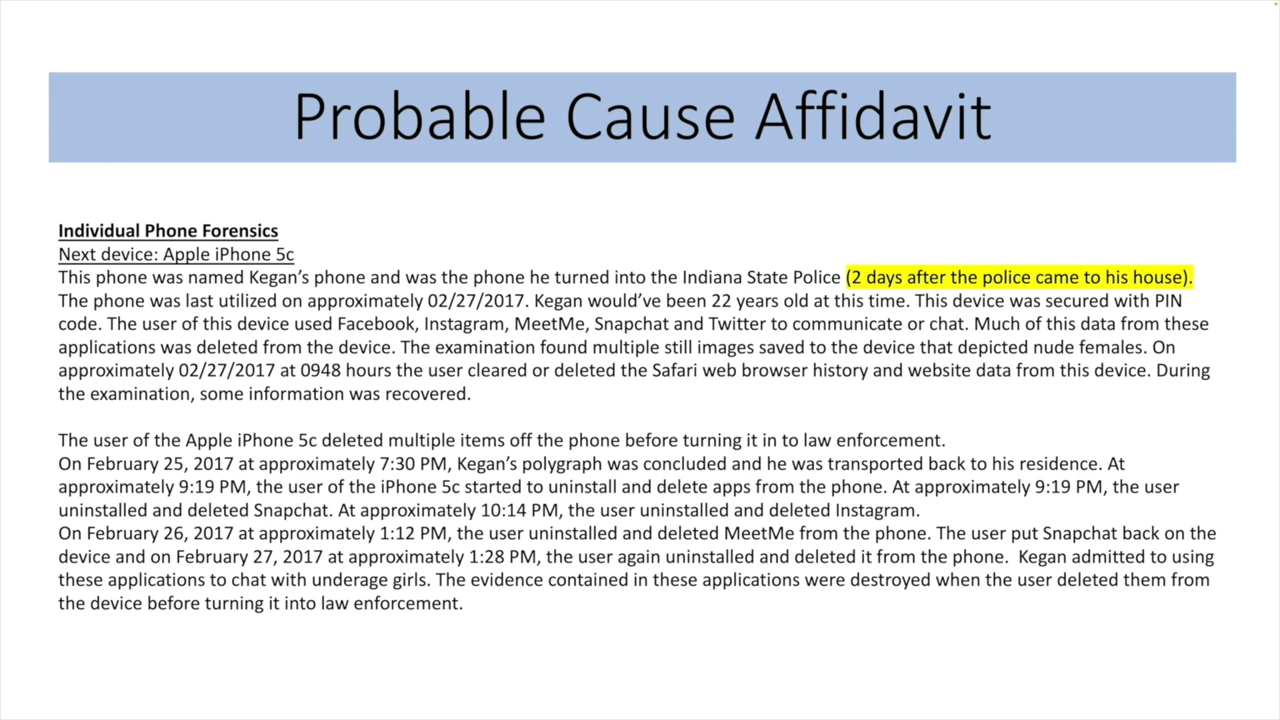 Probable Cause Affidavit
Individual Phone Forensics
Next device: Apple iPhone 5c
This phone was named Kegan's phone and was the phone he turned into the Indiana State Police (2 days after the police came to his house).
The phone was last utilized on approximately 02/27/2017. Kegan would've been 22 years old at this time. This device was secured with PIN
code. The user of this device used Facebook, Instagram, MeetMe, Snapchat and Twitter to communicate or chat. Much of this data from these
applications was deleted from the device. The examination found multiple still images saved to the device that depicted nude females. On
approximately 02/27/2017 at 0948 hours the user cleared or deleted the Safari web browser history and website data from this device. During
the examination, some information was recovered.
The user of the Apple iPhone 5c deleted multiple items off the phone before turning it in to law enforcement.
On February 25, 2017 at approximately 7:30 PM, Kegan's polygraph was concluded and he was transported back to his residence. At
approximately 9:19 PM, the user of the iPhone 5c started to uninstall and delete apps from the phone. At approximately 9:19 PM, the user
uninstalled and deleted Snapchat. At approximately 10:14 PM, the user uninstalled and deleted Instagram.
On February 26, 2017 at approximately 1:12 PM, the user uninstalled and deleted MeetMe from the phone. The user put Snapchat back on the
device and on February 27, 2017 at approximately 1:28 PM, the user again uninstalled and deleted it from the phone.  Kegan admitted to using
these applications to chat with underage girls. The evidence contained in these applications were destroyed when the user deleted them from
the device before turning it into law enforcement.